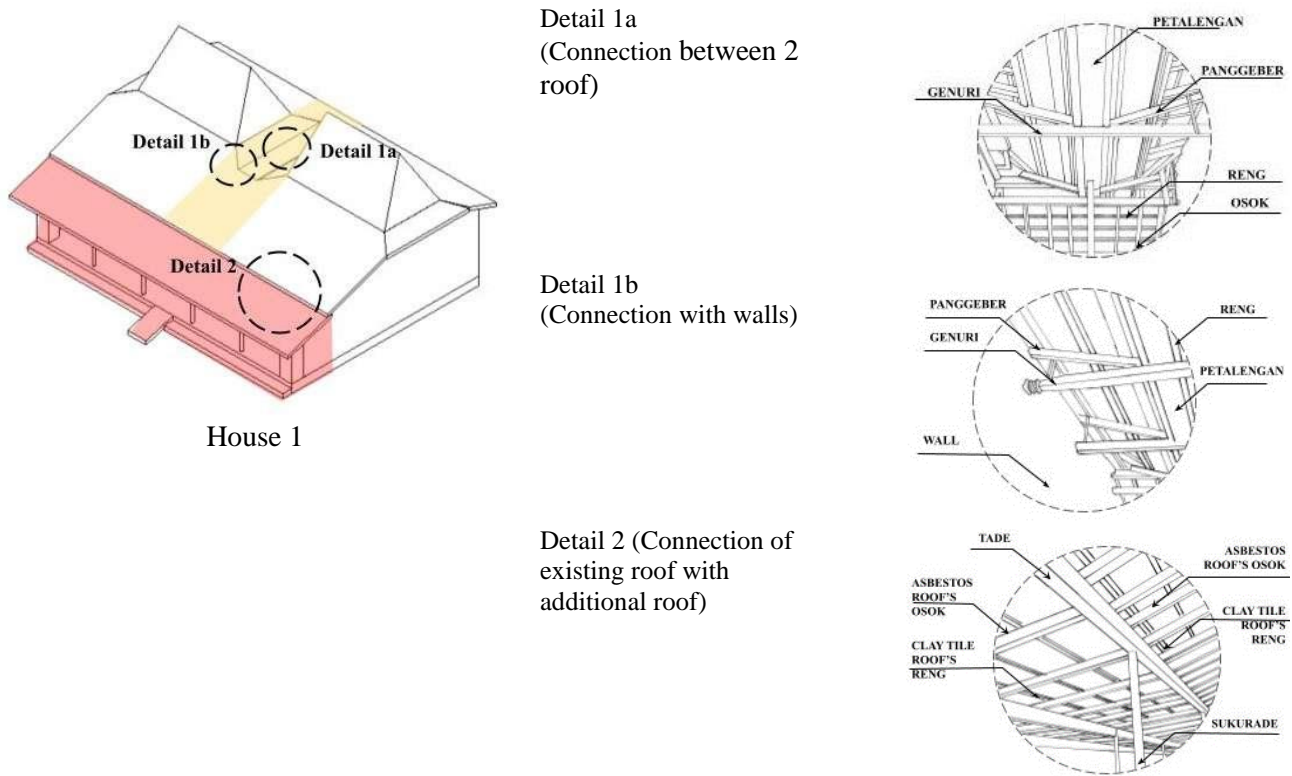 Detail 1b
Detail 1a
Detail 2
House 1
Detail 1a
(Connection between 2
roof)
PETALENGAN
PANGGEBER
GENURI
RENG
OSOK
Detail 1b
(Connection with walls)
PANGGEBER
GENURI
RENG
PETALENGAN
WALL
Detail 2 (Connection of
existing roof with
additional roof)
TADE
ASBESTOS
ROOF'S
OSOK
CLAY TILE
ROOF'S
RENG
ASBESTOS
ROOF'S OSOK
CLAY TILE
ROOF'S
RENG
SUKURADE